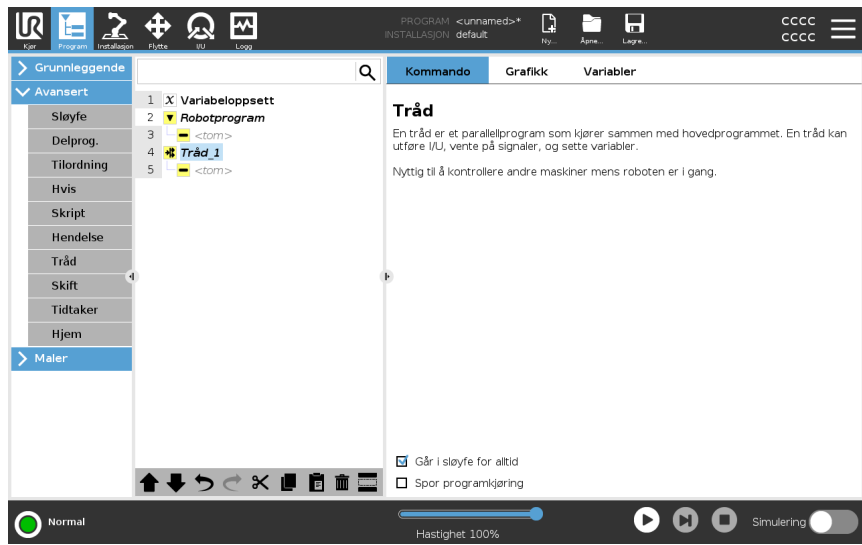 UR
PROGRAM <unnamed>*
INSTALLASJON default
Kjør
Program
Installasjon
Flytte
I/U
Logg
Ny...
Åpne...
Lagre...
CCCC
CCCC
Grunnleggende
Avansert
Sløyfe
Delprog.
Tilordning
Hvis
Skript
Hendelse
Tråd
Skift
Tidtaker
Hjem
Maler
1 X Variabeloppsett
2 Robotprogram
3 <tom>
4 Tråd_1
5 <tom>
Kommando Grafikk Variabler
Tråd
En tråd er et parallellprogram som kjører sammen med hovedprogrammet. En tråd kan
utføre I/U, vente på signaler, og sette variabler.
Nyttig til å kontrollere andre maskiner mens roboten er i gang.
Går i sløyfe for alltid
Spor programkjøring
Normal
Hastighet 100%
Simulering